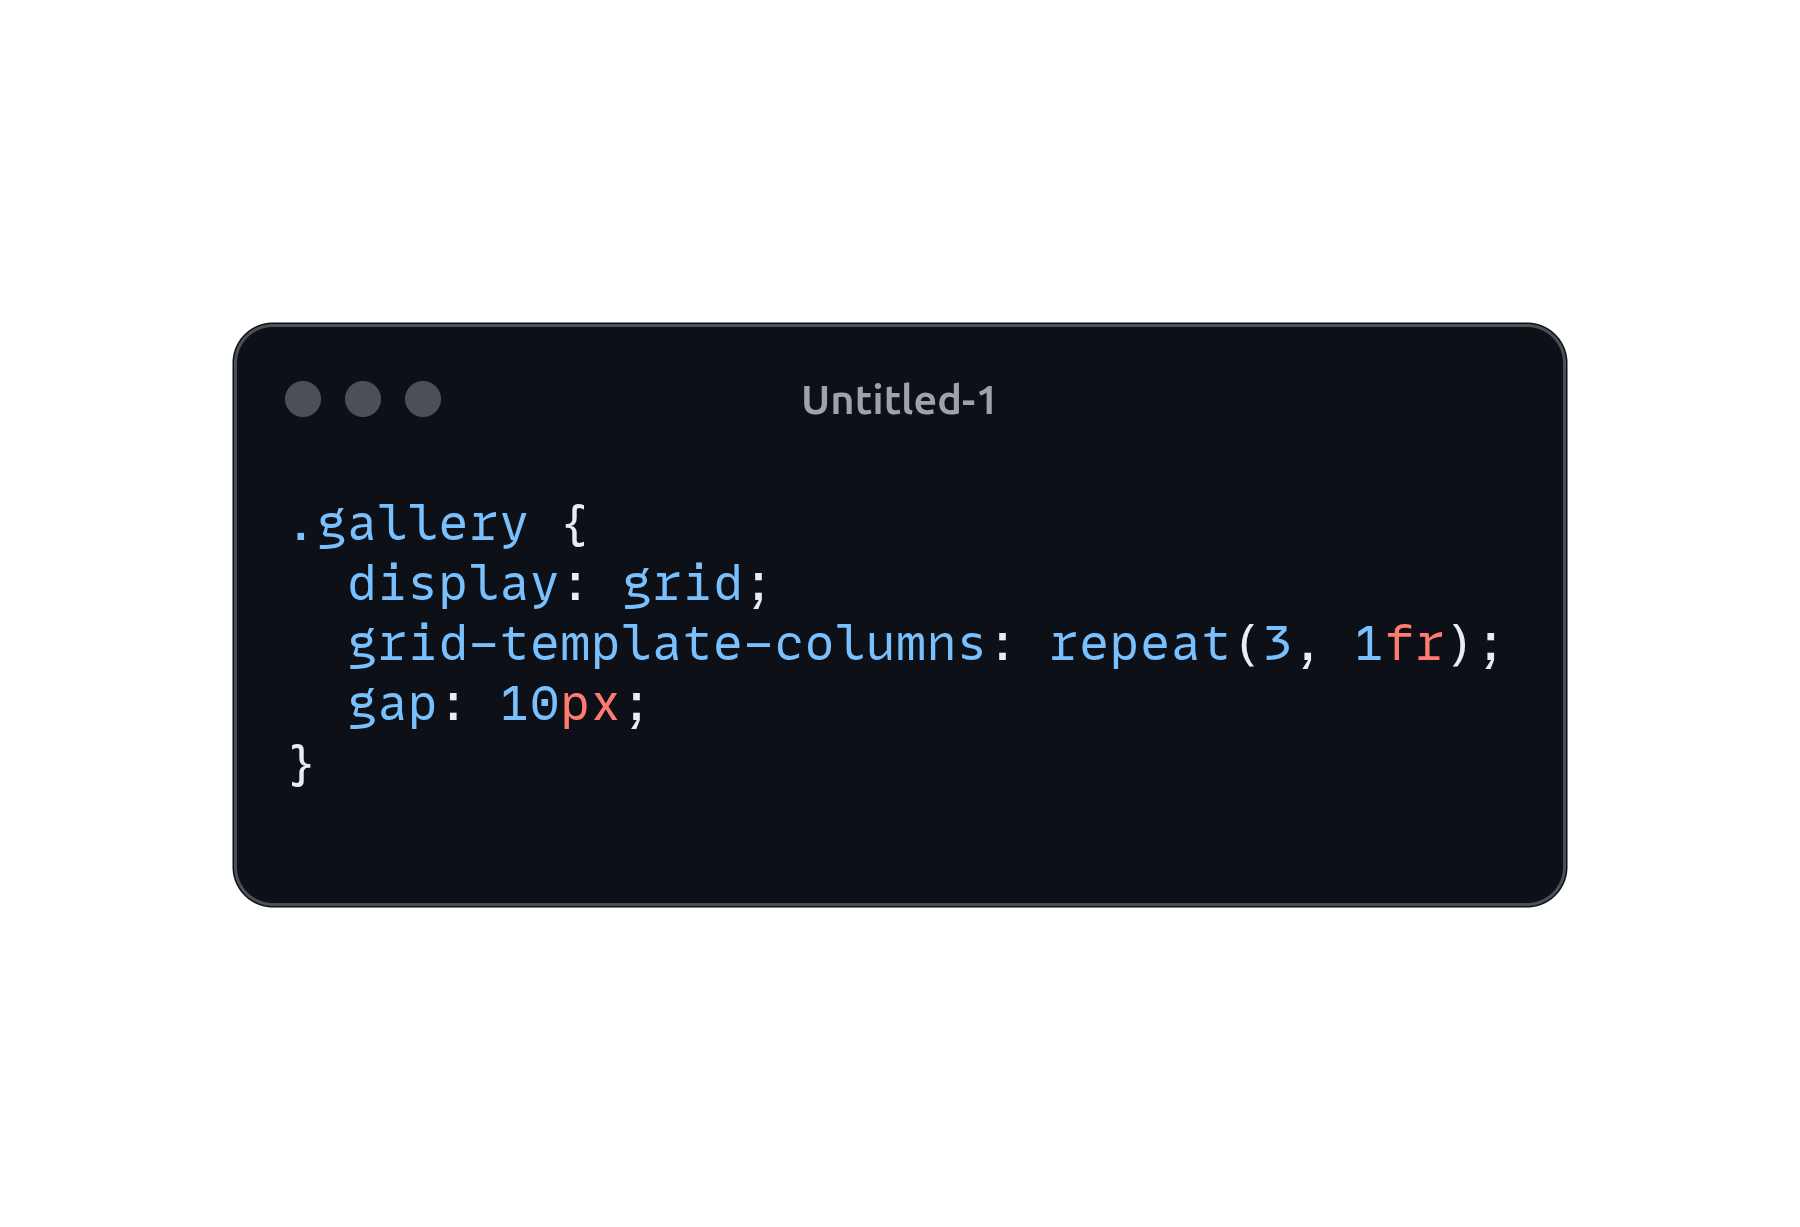 Untitled-1
.gallery {
  display: grid;
  grid-template-columns: repeat(3, 1fr);
  gap: 10px;
}